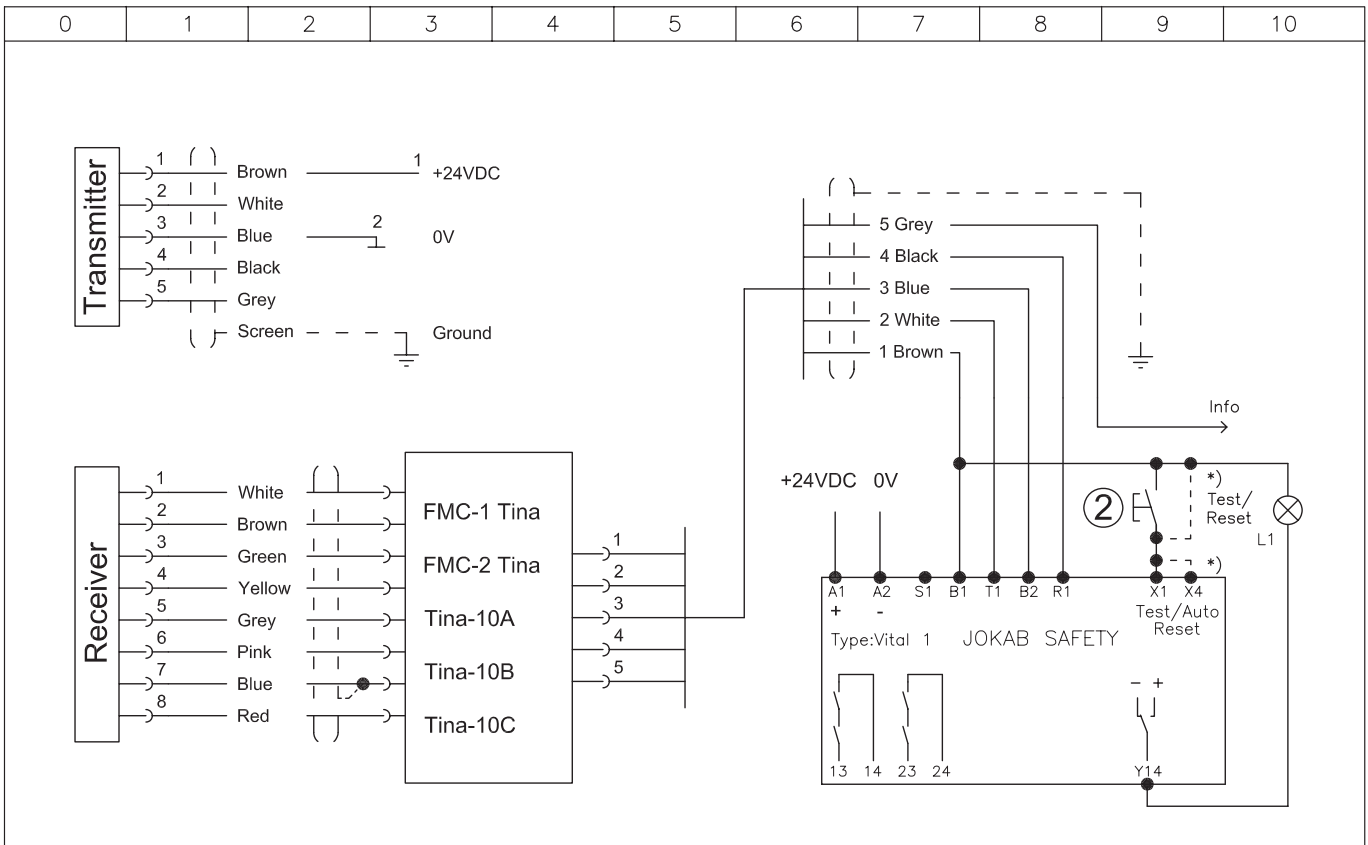 0 1 2 3 4 5 6 7 8 9 10
Transmitter
1 Brown 1 +24VDC
2 White
3 Blue 2 0V
4 Black
5 Grey
Screen Ground
Receiver
1 White
2 Brown
3 Green
4 Yellow
5 Grey
6 Pink
7 Blue
8 Red
FMC-1 Tina
FMC-2 Tina
Tina-10A
Tina-10B
Tina-10C
1
2
3
4
5
5 Grey
4 Black
3 Blue
2 White
1 Brown
Info
+24VDC 0V
2
*)
Test/
Reset
L1
*)
A1 A2 S1 B1 T1 B2 R1 X1 X4
+ -
Test/Auto
Reset
Type:Vital 1 JOKAB SAFETY
- +
13 14 23 24 Y14